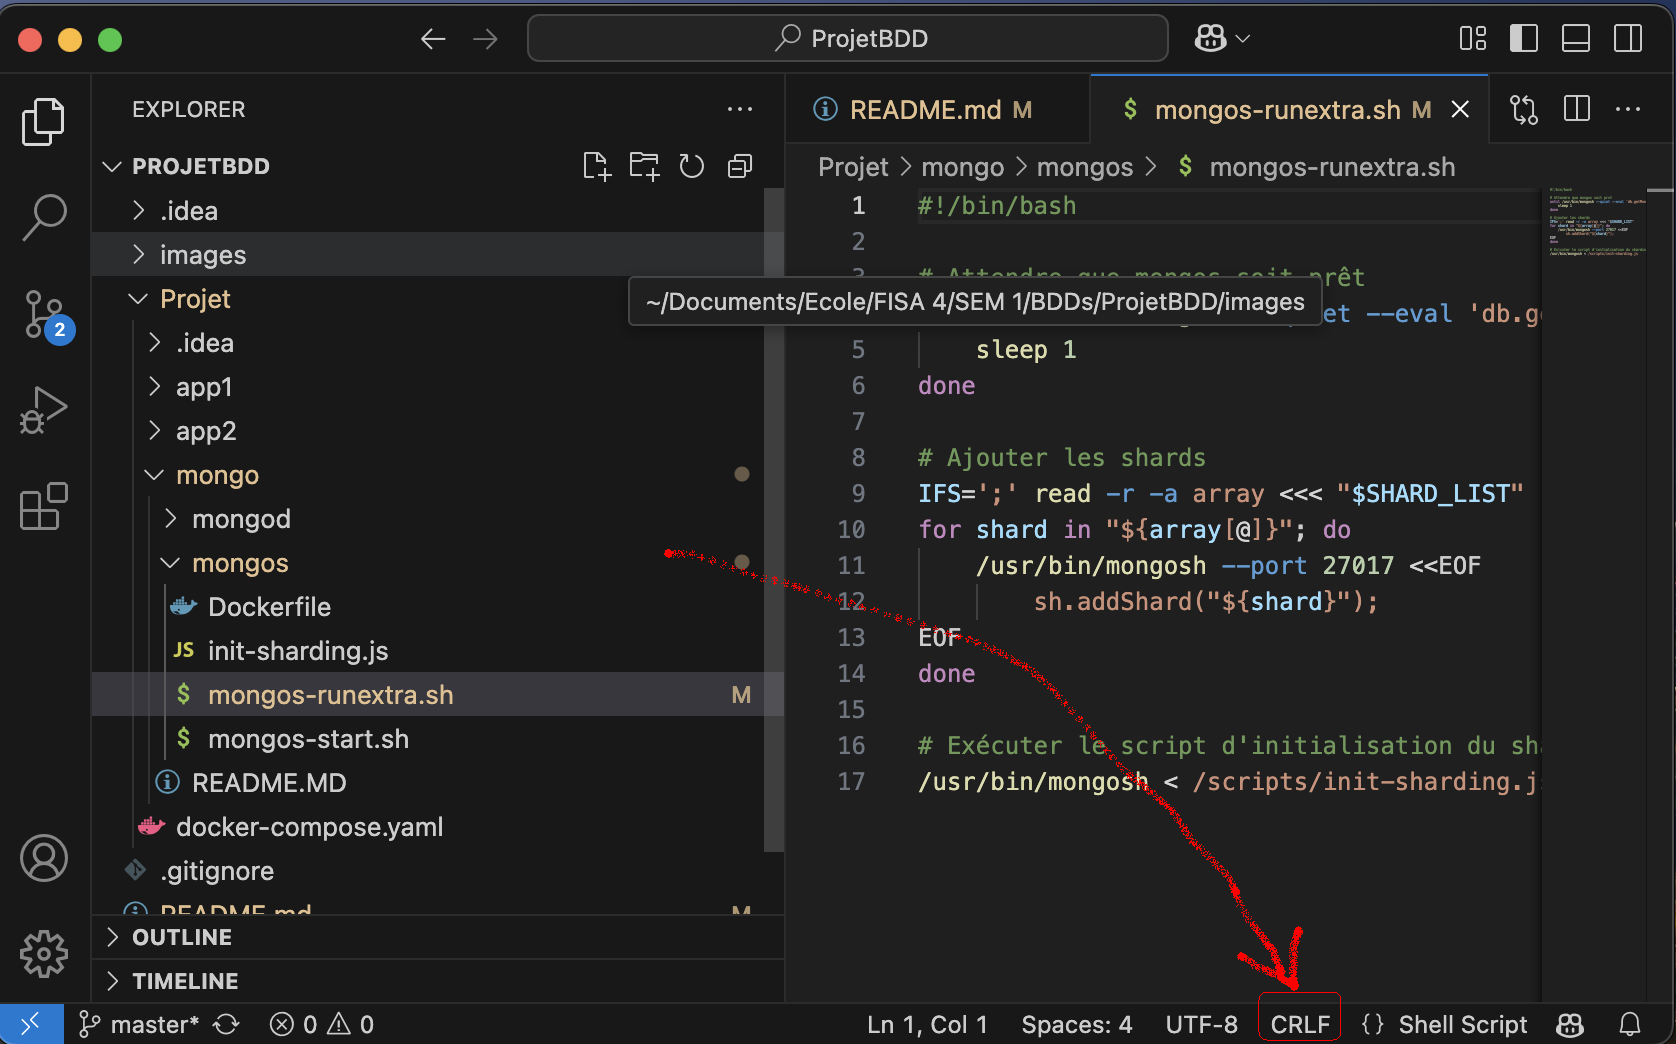 ProjetBDD
EXPLORER
PROJETBDD
.idea
images
Projet
.idea
app1
app2
mongo
mongod
mongos
Dockerfile
JS init-sharding.js
$ mongos-runextra.sh M
$ mongos-start.sh
README.MD
docker-compose.yaml
.gitignore
README.md M
OUTLINE
TIMELINE
2
README.md M
$ mongos-runextra.sh M
Projet > mongo > mongos > $ mongos-runextra.sh
1 #!/bin/bash
2
3 # Attendre que mongos soit prêt
~/Documents/Ecole/FISA 4/SEM 1/BDDs/ProjetBDD/images
et --eval 'db.g
5 sleep 1
6 done
7
8 # Ajouter les shards
9 IFS=';' read -r -a array <<< "$SHARD_LIST"
10 for shard in "${array[@]}"; do
11 /usr/bin/mongosh --port 27017 <<EOF
12 sh.addShard("${shard}");
13 EOF
14 done
15
16 # Exécuter le script d'initialisation du sh
17 /usr/bin/mongosh < /scripts/init-sharding.j
master* 0 0 Ln 1, Col 1 Spaces: 4 UTF-8 CRLF {} Shell Script